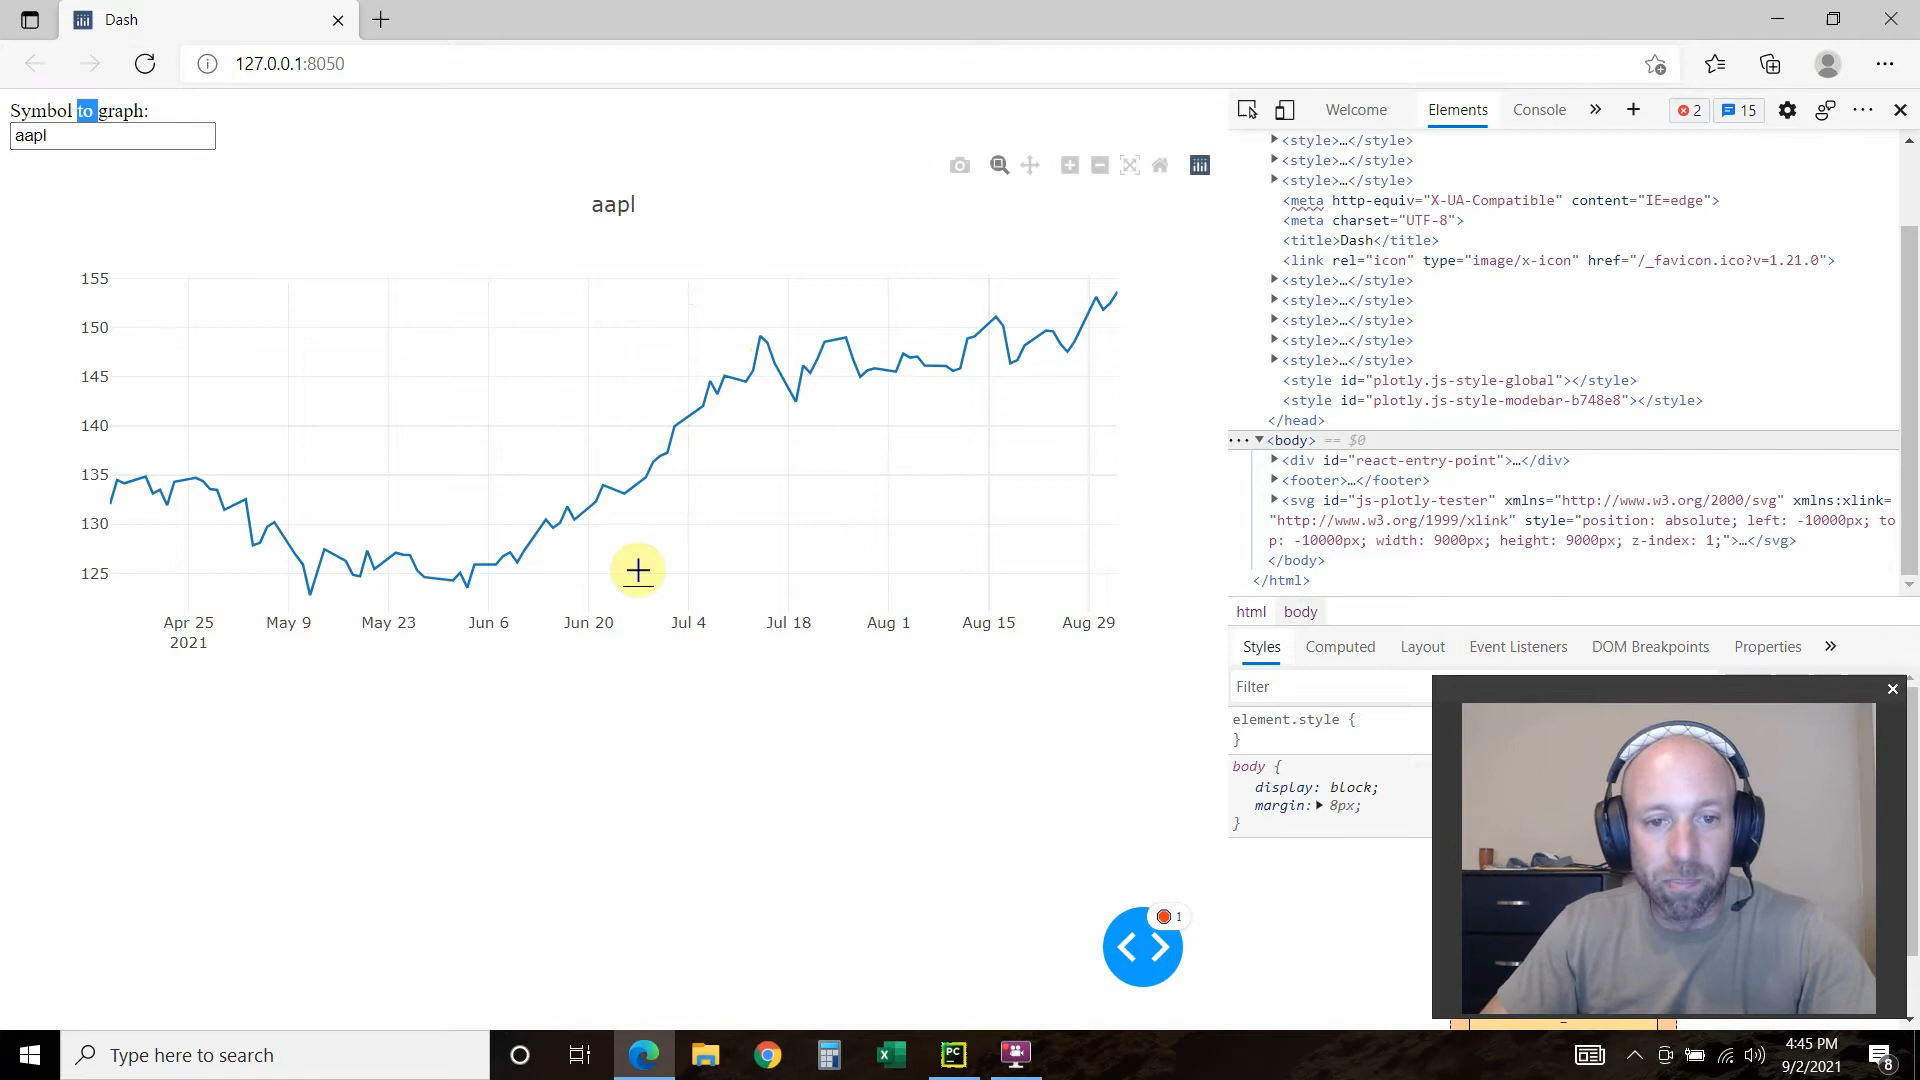 Dash
127.0.0.1:8050
Symbol to graph:
aapl
aapl
155
150
145
140
135
130
125
Apr 25
2021
May 9
May 23
Jun 6
Jun 20
Jul 4
Jul 18
Aug 1
Aug 15
Aug 29
1
Welcome
Elements
Console
2
15
<style>…</style>
<style>…</style>
<style>…</style>
<meta http-equiv="X-UA-Compatible" content="IE=edge">
<meta charset="UTF-8">
<title>Dash</title>
<link rel="icon" type="image/x-icon" href="/_favicon.ico?v=1.21.0">
<style>…</style>
<style>…</style>
<style>…</style>
<style>…</style>
<style>…</style>
<style id="plotly.js-style-global"></style>
<style id="plotly.js-style-modebar-b748e8"></style>
</head>
<body> == $0
<div id="react-entry-point">…</div>
<footer>…</footer>
<svg id="js-plotly-tester" xmlns="http://www.w3.org/2000/svg" xmlns:xlink=
"http://www.w3.org/1999/xlink" style="position: absolute; left: -10000px; to
p: -10000px; width: 9000px; height: 9000px; z-index: 1;">…</svg>
</body>
</html>
html body
Styles
Computed
Layout
Event Listeners
DOM Breakpoints
Properties
Filter
element.style {
}
body {
display: block;
margin: 8px;
}
Type here to search
PC
4:45 PM
9/2/2021
8